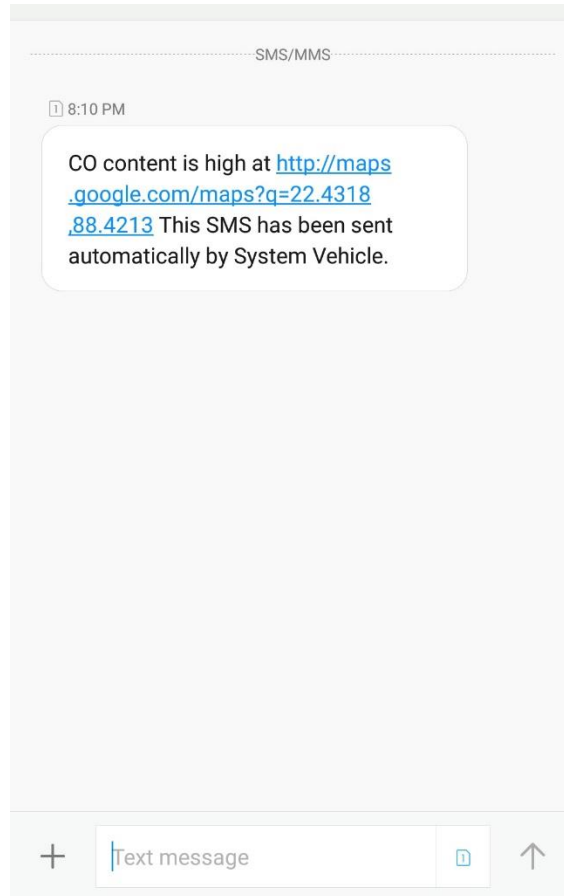 SMS/MMS
1 8:10 PM
CO content is high at http://maps
.google.com/maps?q=22.4318
,88.4213 This SMS has been sent
automatically by System Vehicle.
Text message
1